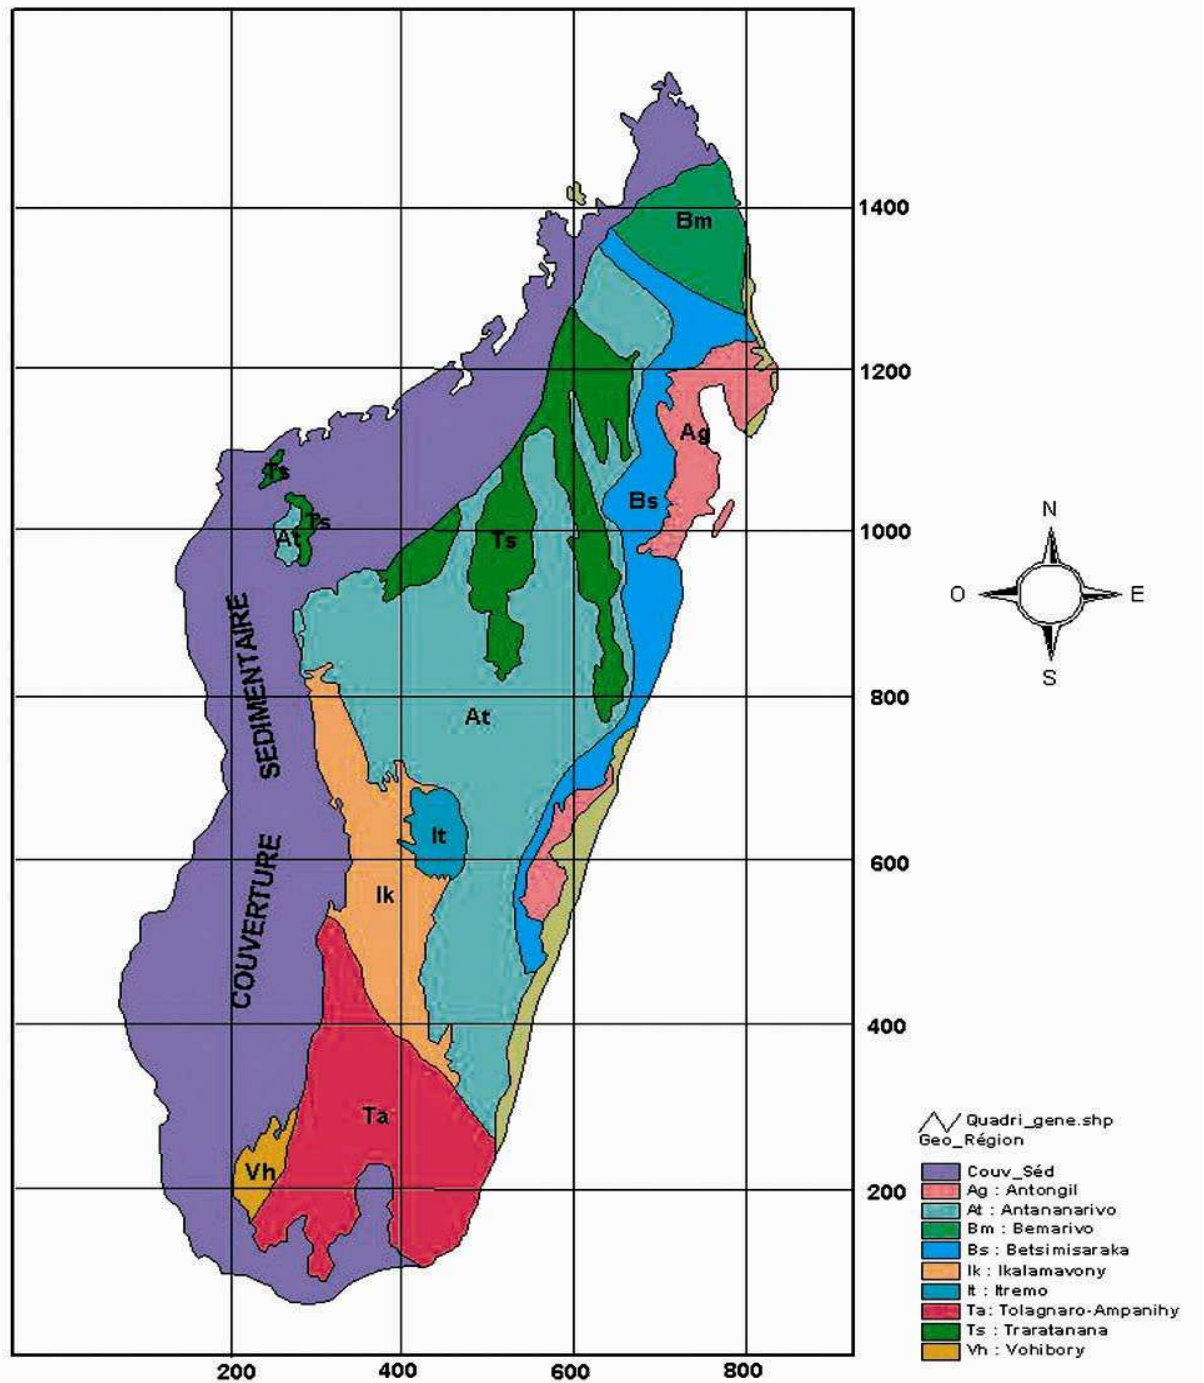 Bm
1400
1200
Ag
Ts
Bs
Ts
At
Ts
1000
N
O
E
S
SEDIMENTAIRE
800
At
It
600
COUVERTURE
Ik
400
Ta
Vh
200
Quadri_gene.shp
Geo_Région
Couv_Séd
Ag : Antongil
At : Antananarivo
Bm : Bemarivo
Bs : Betsimisaraka
Ik : Ikalamavony
It : Itremo
Ta: Tolagnaro-Ampanihy
Ts : Traratanana
Vh : Vohibory
200
400
600
800